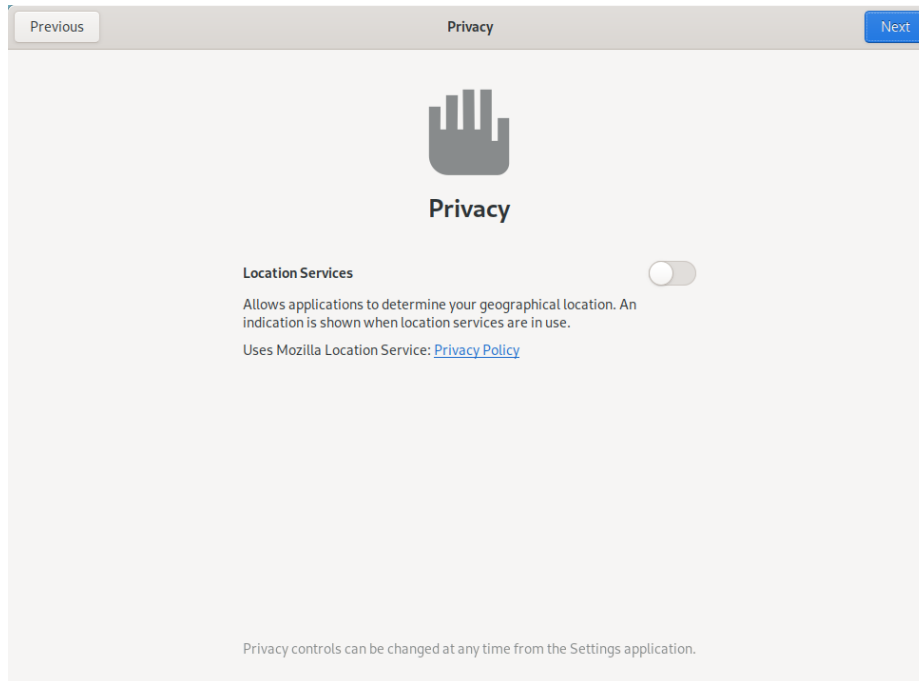 Previous
Privacy
Next
Privacy
Location Services
Allows applications to determine your geographical location. An
indication is shown when location services are in use.
Uses Mozilla Location Service: Privacy Policy
Privacy controls can be changed at any time from the Settings application.